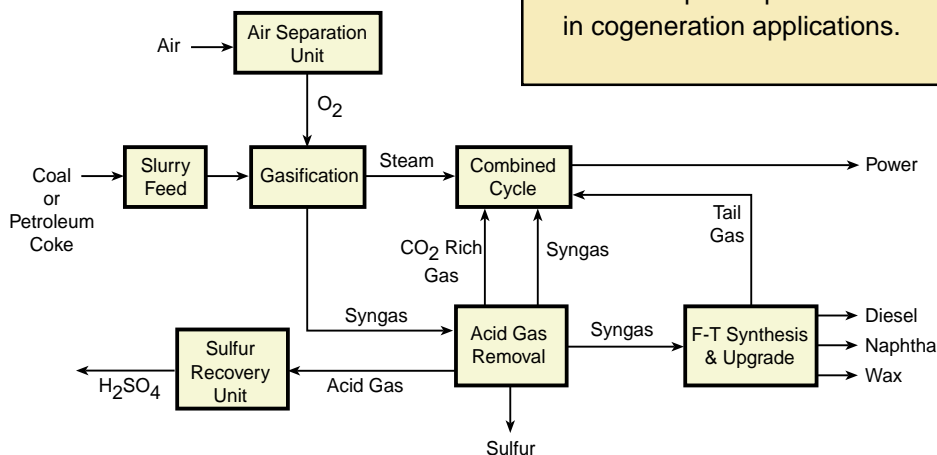 in cogeneration applications.
Air
Air Separation
Unit
O2
Coal
or
Petroleum
Coke
Slurry
Feed
Gasification
Steam
Combined
Cycle
Power
CO2 Rich
Gas
Syngas
Tail
Gas
Syngas
Acid Gas
Removal
Syngas
F-T Synthesis
& Upgrade
Diesel
Naphtha
Wax
H2SO4
Sulfur
Recovery
Unit
Acid Gas
Sulfur